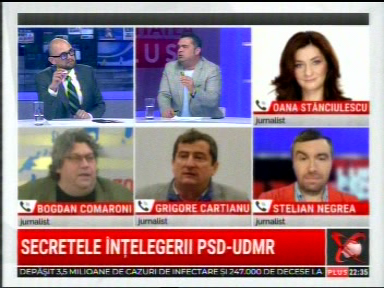 PLUS
OANA STĂNCIULESCU
jurnalist
BOGDAN COMARONI
jurnalist
GRIGORE CARTIANU
jurnalist
STELIAN NEGREA
jurnalist
SECRETELE ÎNȚELEGERII PSD-UDMR
DEPĂȘIT 3,5 MILIOANE DE CAZURI DE INFECTARE ȘI 247.000 DE DECESE LA
PLUS 22:35